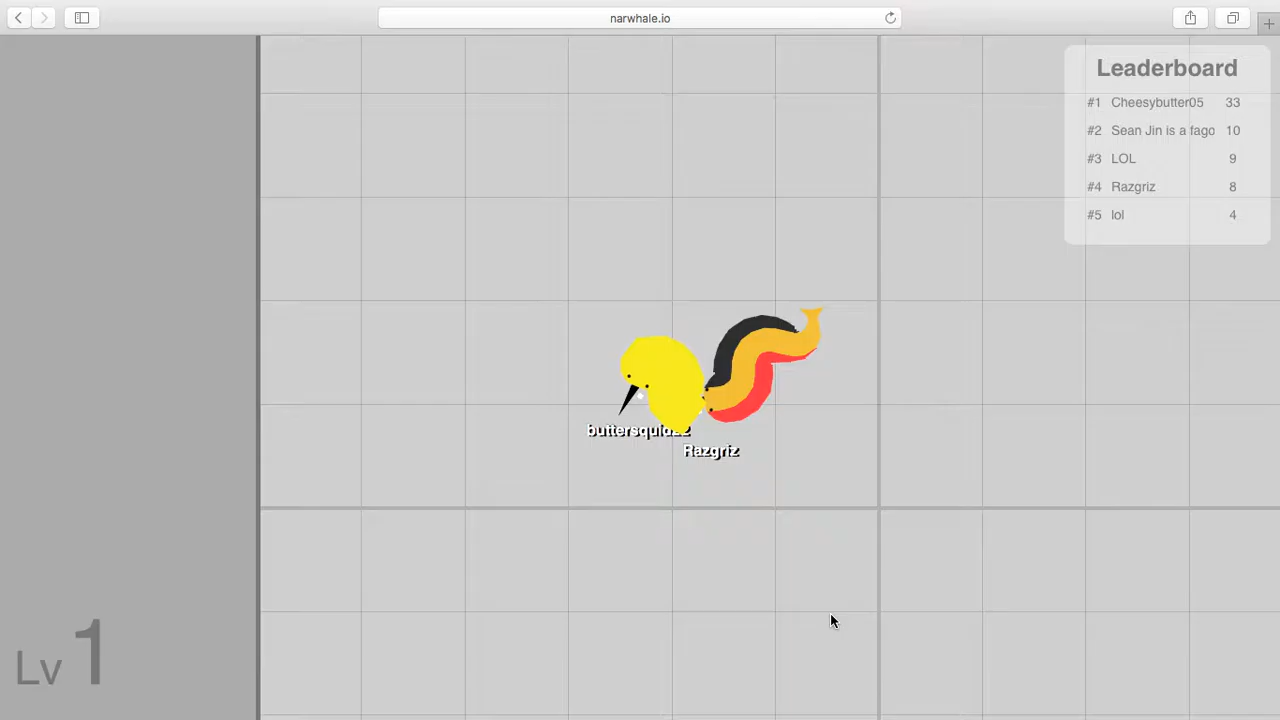 narwhale.io
Leaderboard
#1 Cheesybutter05 33
#2 Sean Jin is a fago 10
#3 LOL 9
#4 Razgriz 8
#5 lol 4
Razgriz
Lv 1